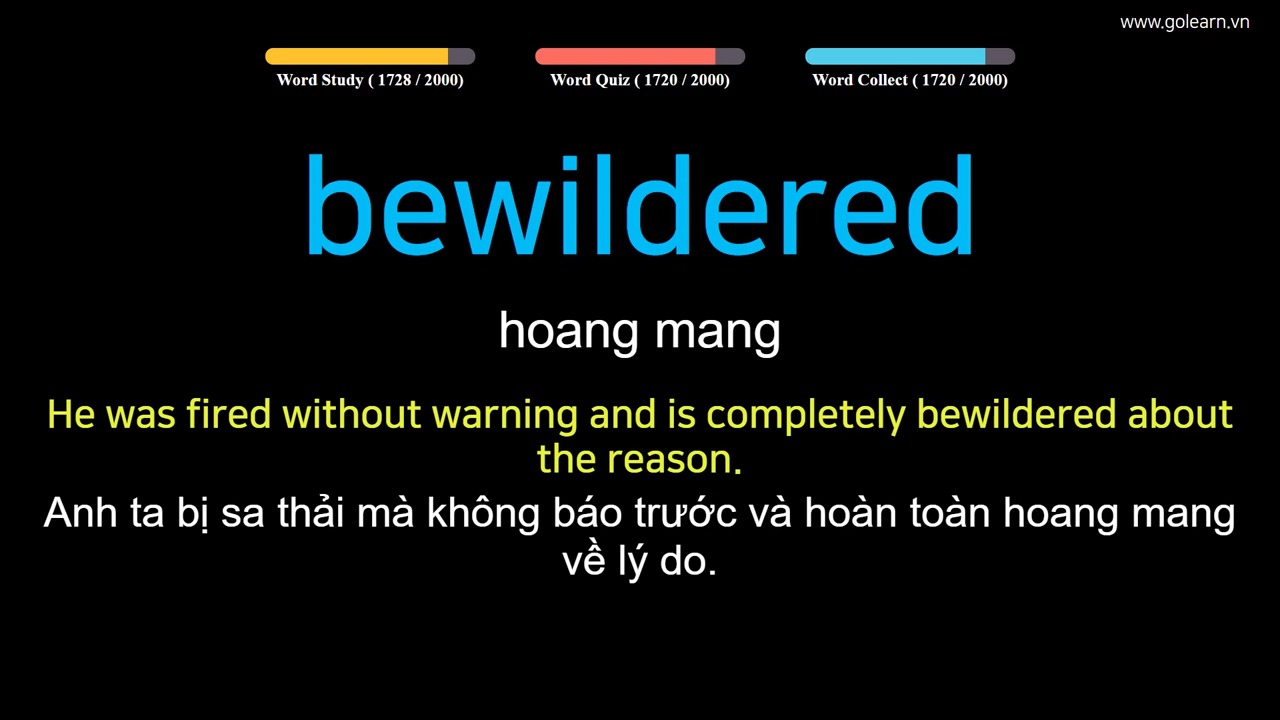 www.golearn.vn
Word Study ( 1728 / 2000)
Word Quiz ( 1720 / 2000)
Word Collect ( 1720 / 2000)
bewildered
hoang mang
He was fired without warning and is completely bewildered about
the reason.
Anh ta bị sa thải mà không báo trước và hoàn toàn hoang mang
về lý do.